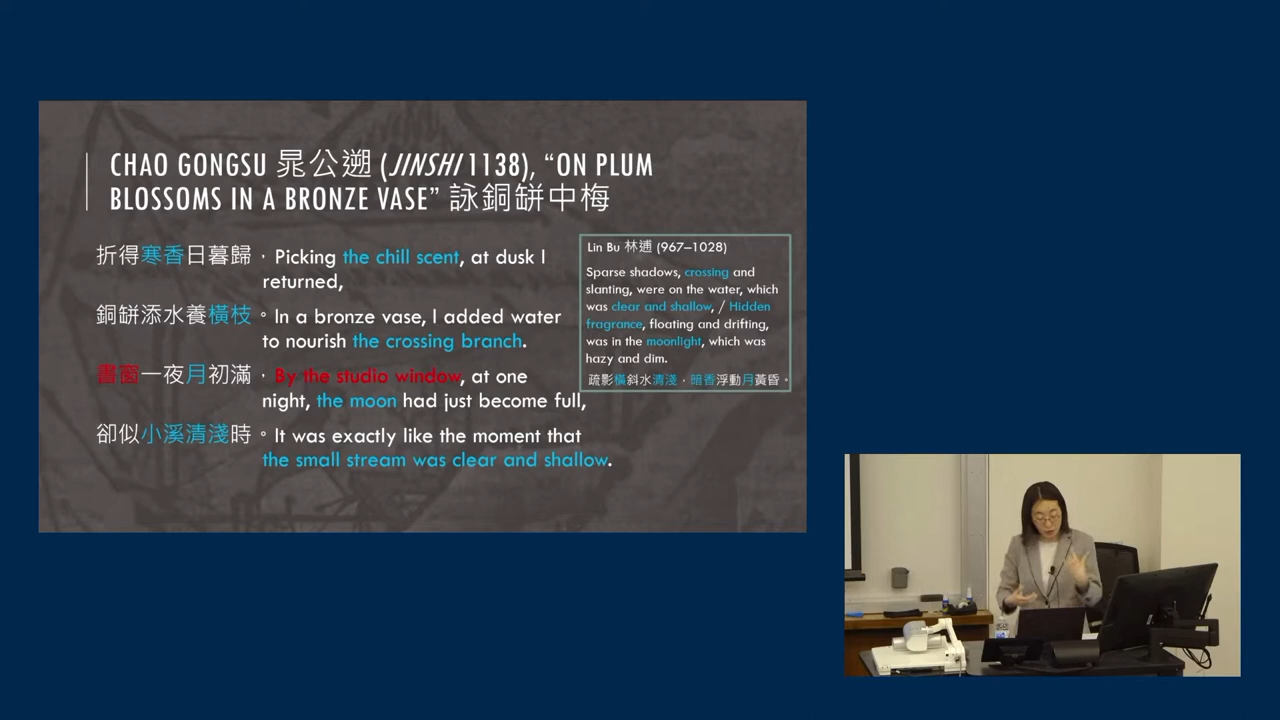 CHAO GONGSU 晁公遡 (JINSHI 1138), “ON PLUM
BLOSSOMS IN A BRONZE VASE” 詠銅缾中梅
折得寒香日暮歸，Picking the chill scent, at dusk I
returned,
銅缾添水養橫枝。In a bronze vase, I added water
to nourish the crossing branch.
書窗一夜月初滿，By the studio window, at one
night, the moon had just become full,
卻似小溪清淺時。It was exactly like the moment that
the small stream was clear and shallow.
Lin Bu 林逋 (967–1028)
Sparse shadows, crossing and
slanting, were on the water, which
was clear and shallow, / Hidden
fragrance, floating and drifting,
was in the moonlight, which was
hazy and dim.
疏影橫斜水清淺，暗香浮動月黃昏。